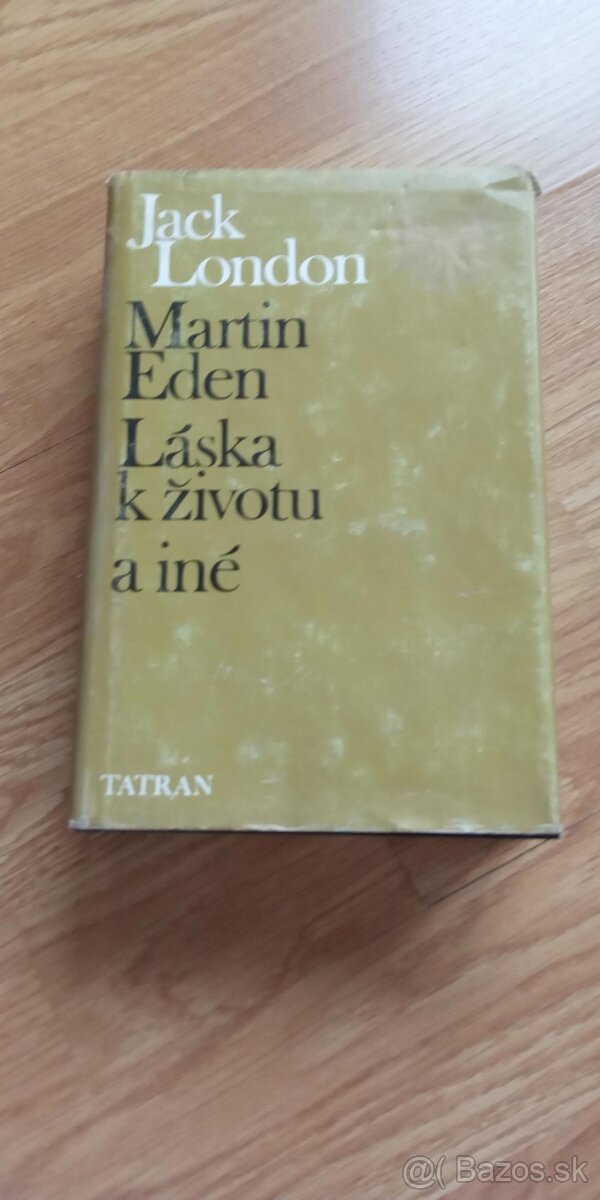 Jack
London
Martin
Eden
Láska
k životu
a iné
TATRAN
@( Bazos.sk